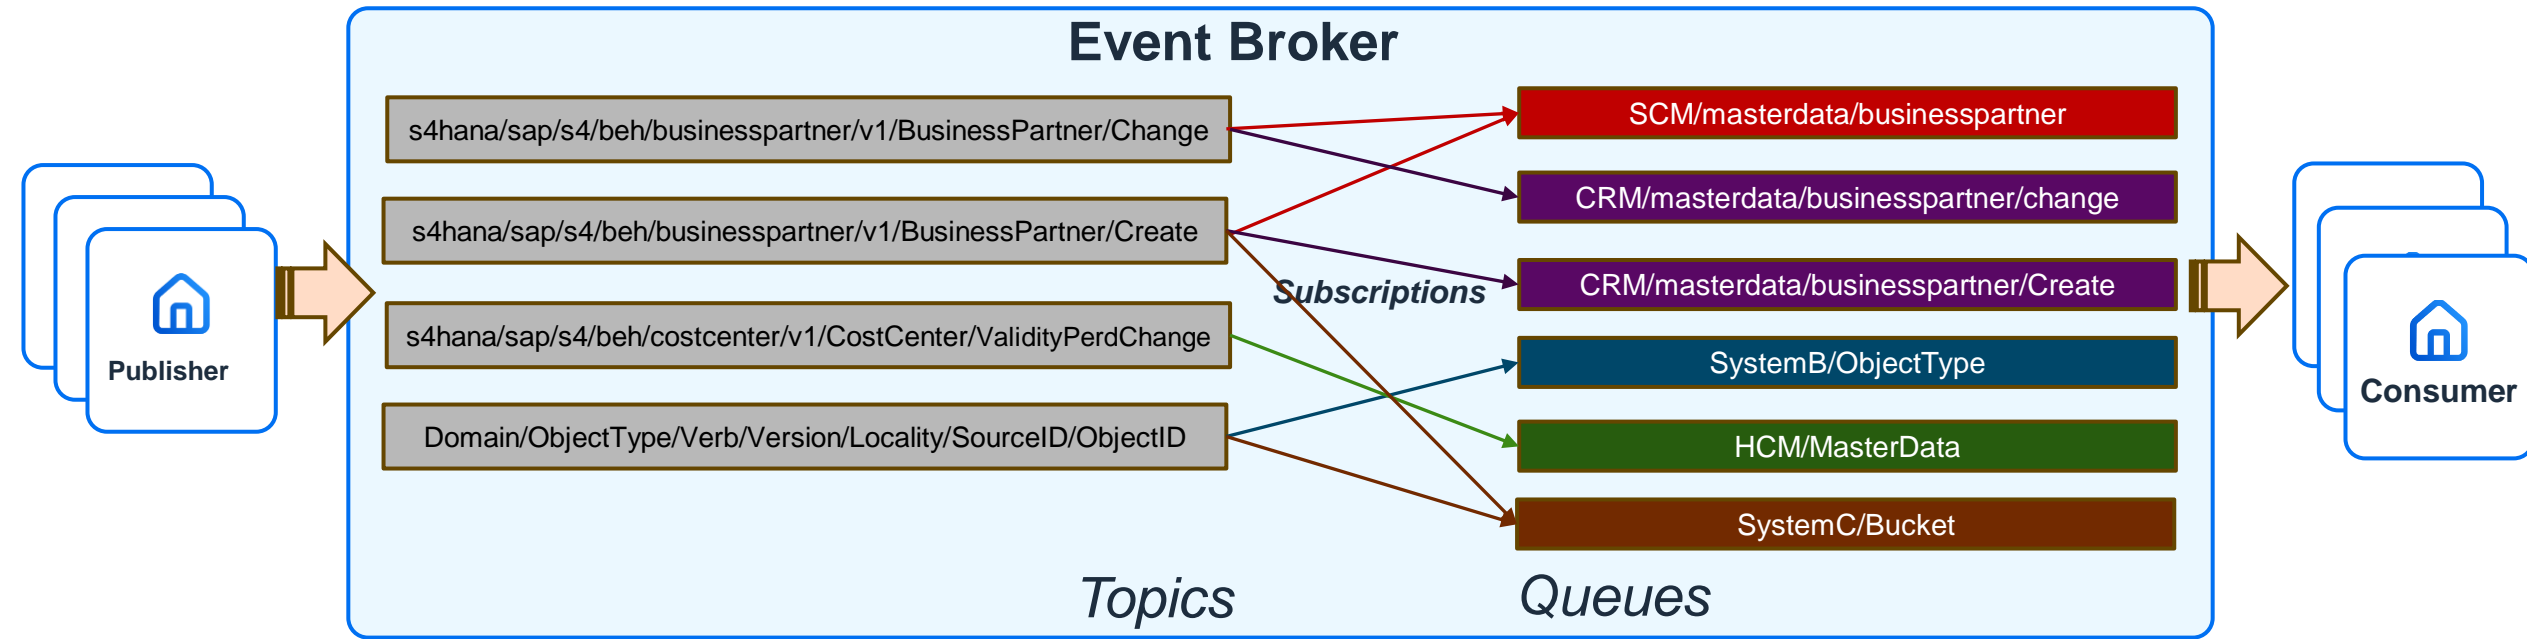 Event Broker
s4hana/sap/s4/beh/businesspartner/v1/BusinessPartner/Change
s4hana/sap/s4/beh/businesspartner/v1/BusinessPartner/Create
s4hana/sap/s4/beh/costcenter/v1/CostCenter/ValidityPerdChange
Domain/ObjectType/Verb/Version/Locality/SourceID/ObjectID
Subscriptions
SCM/masterdata/businesspartner
CRM/masterdata/businesspartner/change
CRM/masterdata/businesspartner/Create
SystemB/ObjectType
HCM/MasterData
SystemC/Bucket
Publisher
Consumer
Topics
Queues